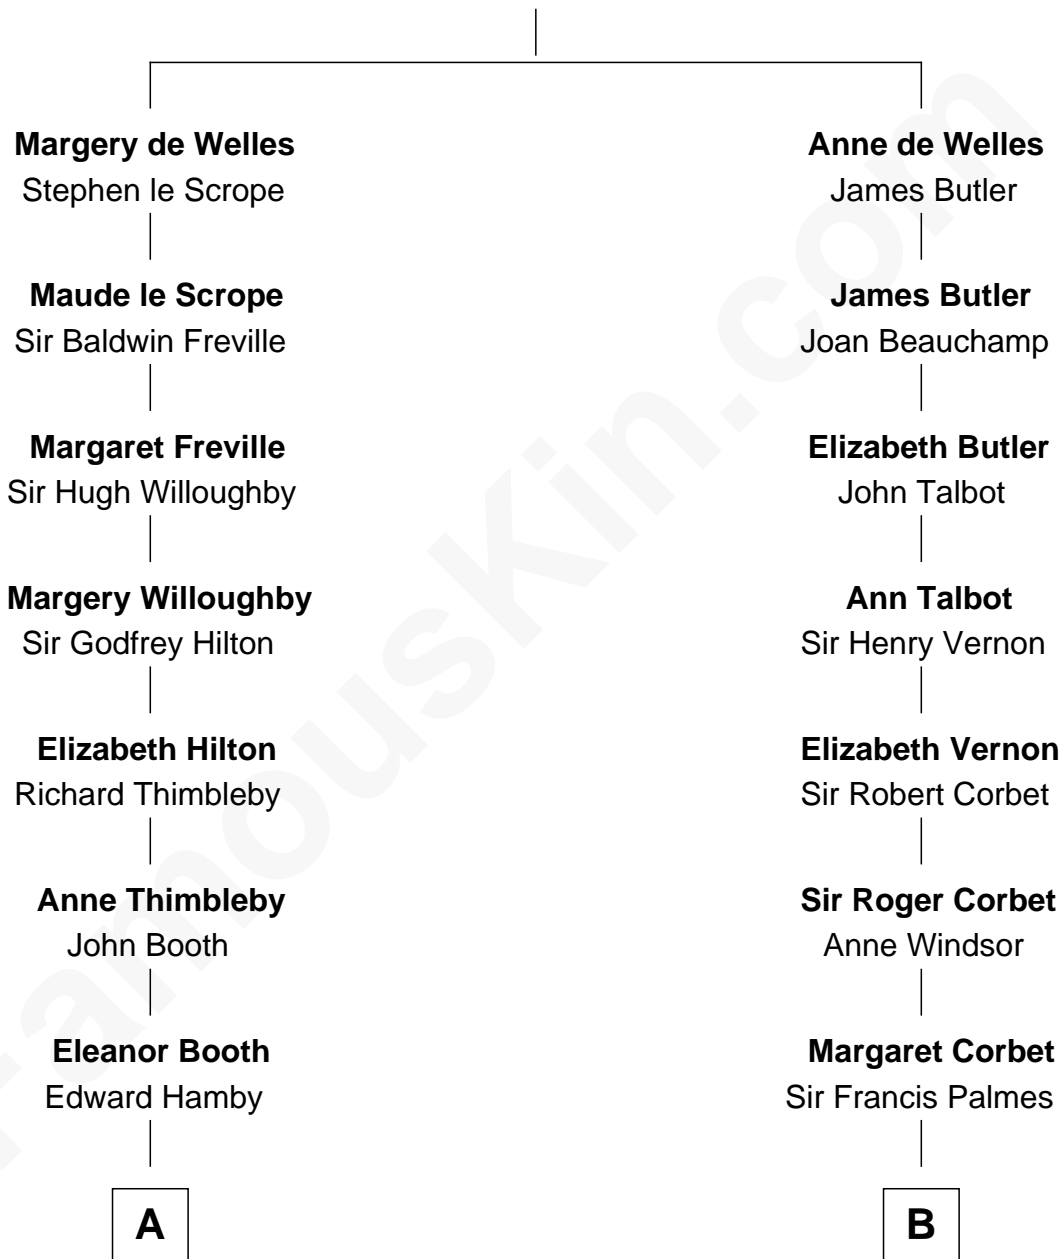 Margery de Welles
Stephen le Scrope
Maude le Scrope
Sir Baldwin Freville
Margaret Freville
Sir Hugh Willoughby
Margery Willoughby
Sir Godfrey Hilton
Elizabeth Hilton
Richard Thimbleby
Anne Thimbleby
John Booth
Eleanor Booth
Edward Hamby
A
Anne de Welles
James Butler
James Butler
Joan Beauchamp
Elizabeth Butler
John Talbot
Ann Talbot
Sir Henry Vernon
Elizabeth Vernon
Sir Robert Corbet
Sir Roger Corbet
Anne Windsor
Margaret Corbet
Sir Francis Palmes
B
FamousKin.com